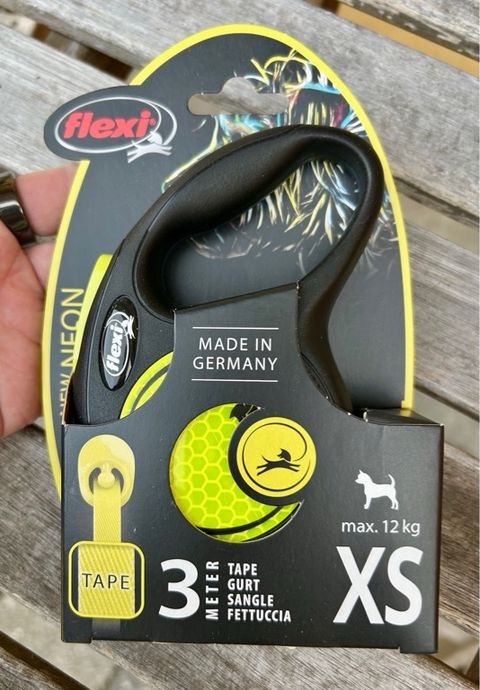 flexi
NEW NEON
flexi
MADE IN
GERMANY
max. 12 kg
XS
TAPE
3
METER
TAPE
GURT
SANGLE
FETTUCCIA